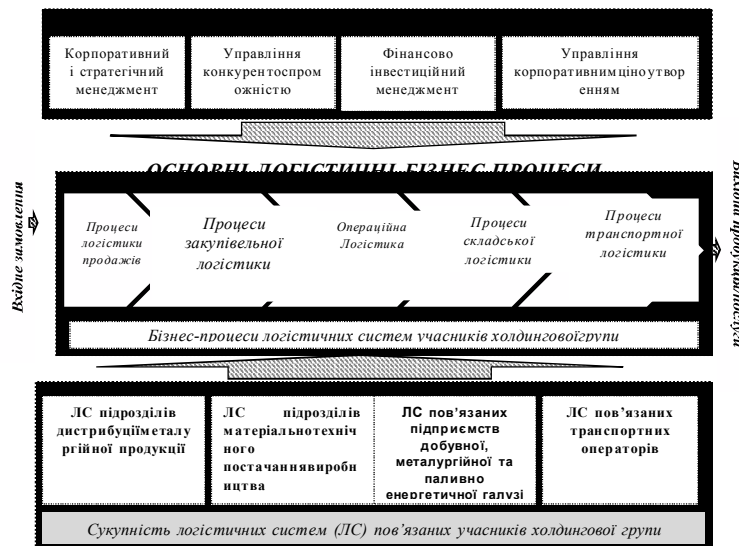 Корпоративний
і стратегічний
менеджмент
Управління
конкурентоспром
ожністю
Фінансово
інвестиційний
менеджмент
Управління
корпоративним ціноутвор
енням
ОСНОВНІ ЛОГІСТИЧНІ БІЗНЕС ПРОЦЕСИ
Вхідне замовлення
Процеси
логістики
продажів
Процеси
закупівельної
логістики
Операційна
Логістика
Процеси
складської
логістики
Процеси
транспортної
логістики
Бізнес-процеси логістичних систем учасників холдинговоїгрупи
ЛС підрозділів
дистрибуціїметалу
ргійної продукції
ЛС підрозділів
матеріальнотехніч
ного
постачаннявиробн
ицтва
ЛС пов’язаних
підприємств
добувної,
металургійної та
паливно
енергетичної галузі
ЛС пов’язаних
транспортних
операторів
Сукупність логістичних систем (ЛС) пов’язаних учасників холдингової групи